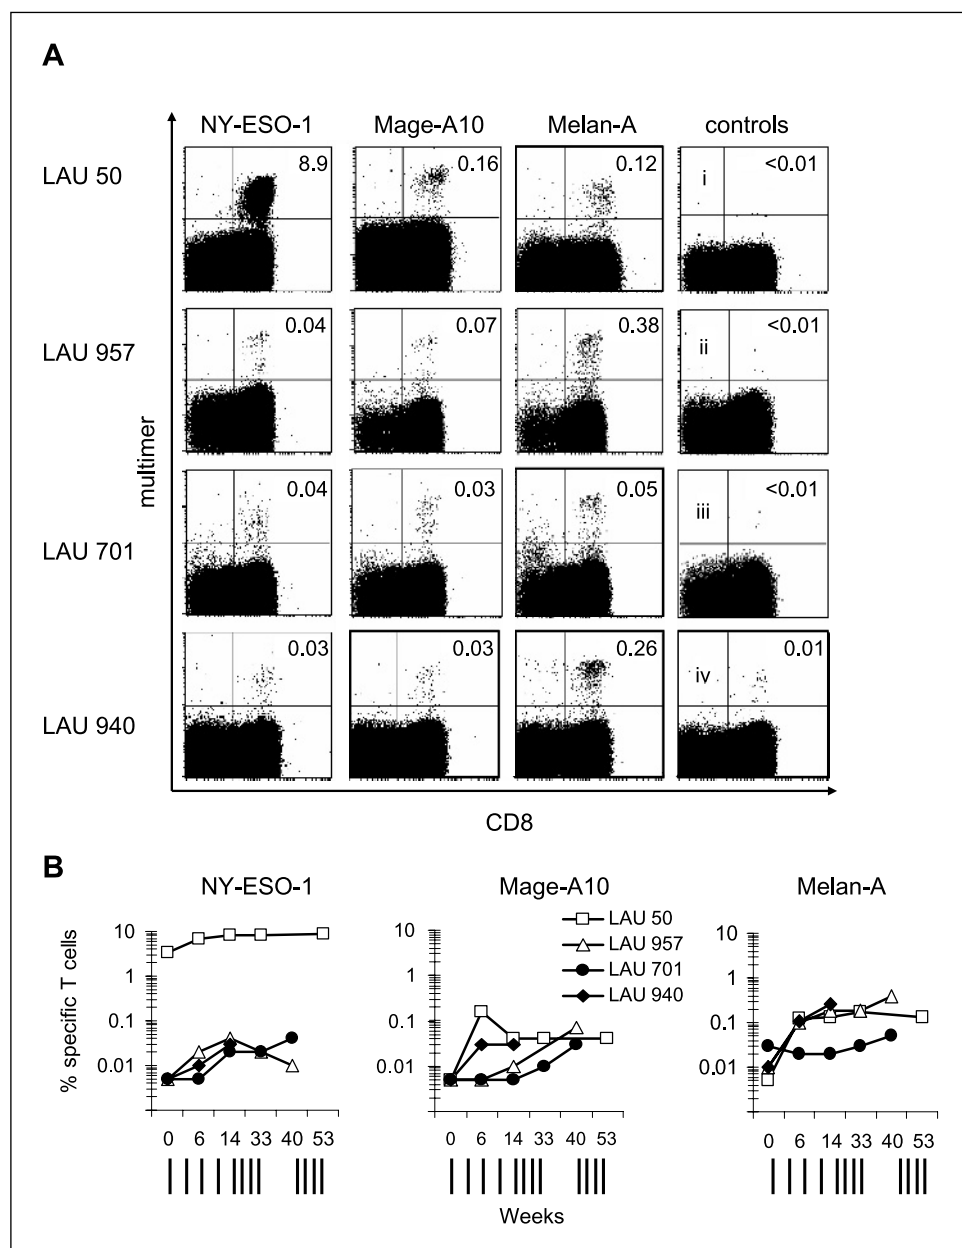 A
NY-ESO-1 Mage-A10 Melan-A controls
LAU 50 8.9 0.16 0.12 i <0.01
LAU 957 0.04 0.07 0.38 ii <0.01
LAU 701 0.04 0.03 0.05 iii <0.01
LAU 940 0.03 0.03 0.26 iv 0.01
multimer
CD8
B
NY-ESO-1 Mage-A10 Melan-A
LAU 50
LAU 957
LAU 701
LAU 940
% specific T cells
10 10 10
1 1 1
0.1 0.1 0.1
0.01 0.01 0.01
0 6 14 33 40 53 0 6 14 33 40 53 0 6 14 33 40 53
Weeks